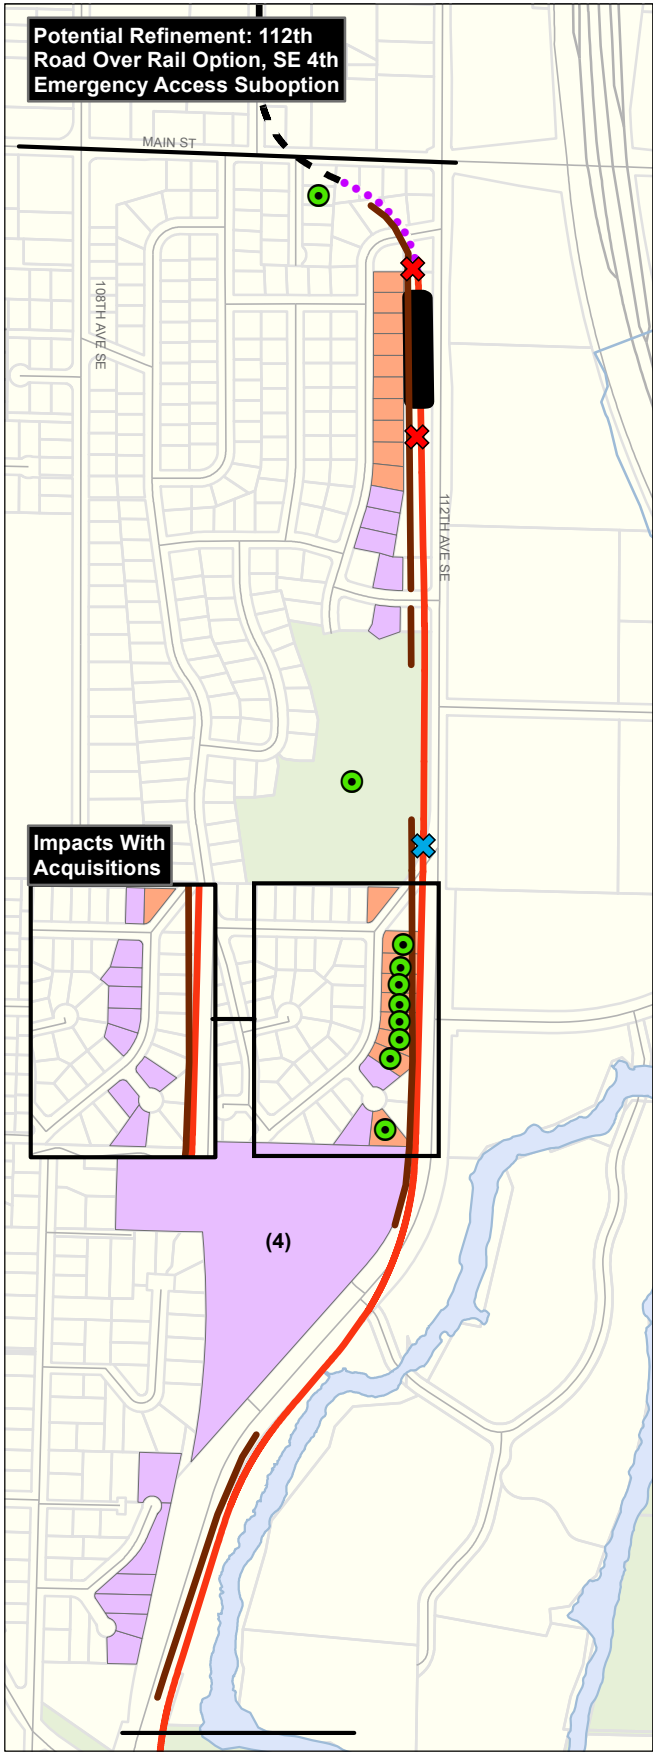 Potential Refinement: 112th
Road Over Rail Option, SE 4th
Emergency Access Suboption
MAIN ST
108TH AVE SE
112TH AVE SE
Impacts With
Acquisitions
(4)